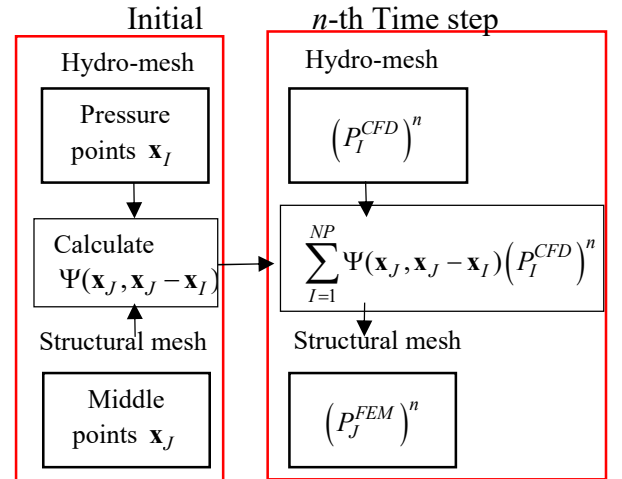 Initial
Hydro-mesh
Pressure
points x_I
Calculate
Ψ(x_J, x_J − x_I)
Structural mesh
Middle
points x_J
n-th Time step
Hydro-mesh
(P_I^{CFD})^n
∑_{I=1}^{NP} Ψ(x_J, x_J − x_I)(P_I^{CFD})^n
Structural mesh
(P_J^{FEM})^n